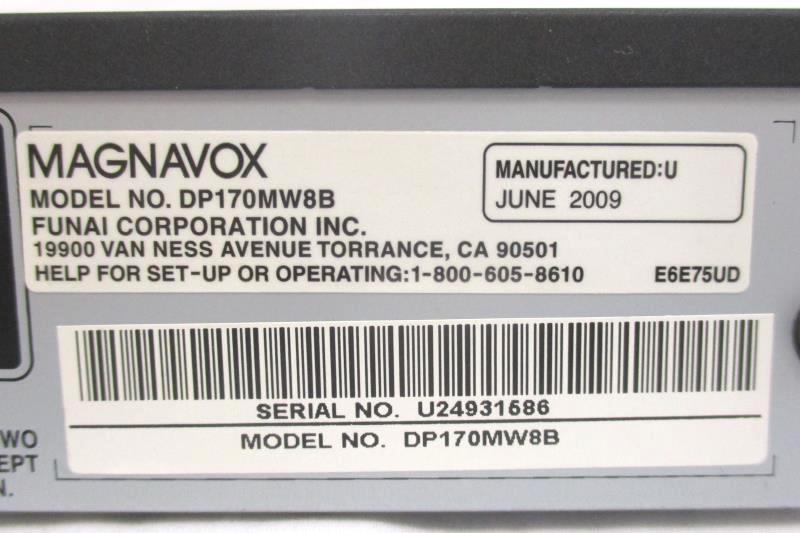 MAGNAVOX
MODEL NO. DP170MW8B
FUNAI CORPORATION INC.
19900 VAN NESS AVENUE TORRANCE, CA 90501
HELP FOR SET-UP OR OPERATING:1-800-605-8610
E6E75UD
MANUFACTURED:U
JUNE 2009
SERIAL NO. U24931586
MODEL NO. DP170MW8B
WO
EPT
N.